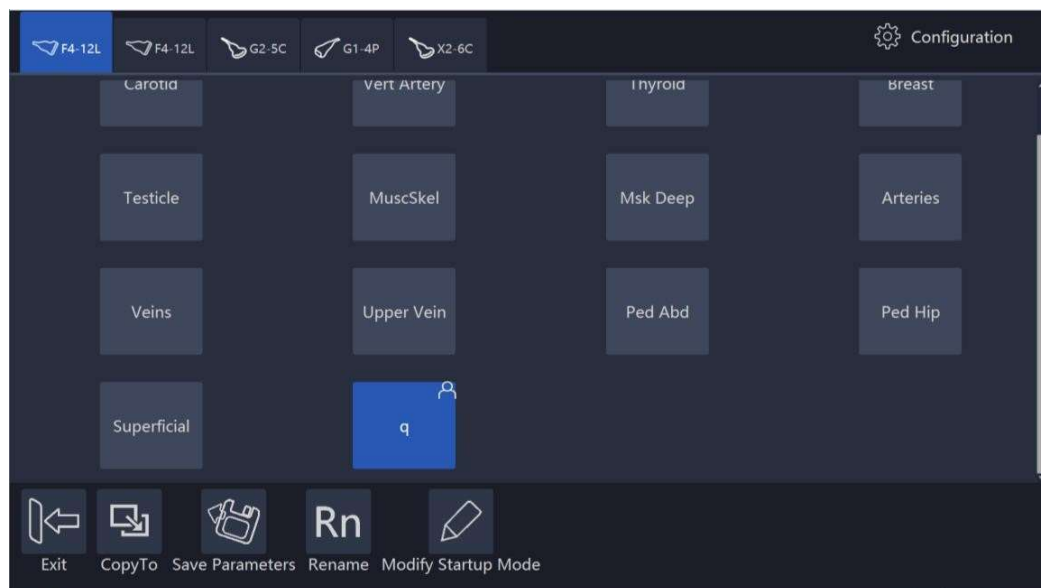 F4-12L F4-12L G2-5C G1-4P X2-6C Configuration
Carotid Vert Artery Thyroid Breast
Testicle MuscSkel Msk Deep Arteries
Veins Upper Vein Ped Abd Ped Hip
Superficial q
Rn
Exit CopyTo Save Parameters Rename Modify Startup Mode